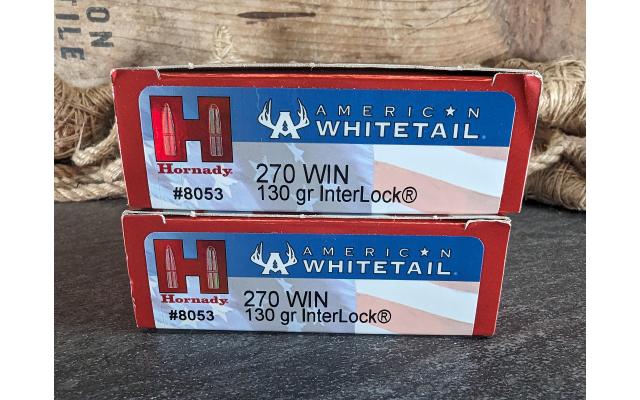 ON
TILE
H
Hornady
#8053
AMERICAN
WHITETAIL
270 WIN
130 gr InterLock®
H
Hornady
#8053
AMERICAN
WHITETAIL
270 WIN
130 gr InterLock®